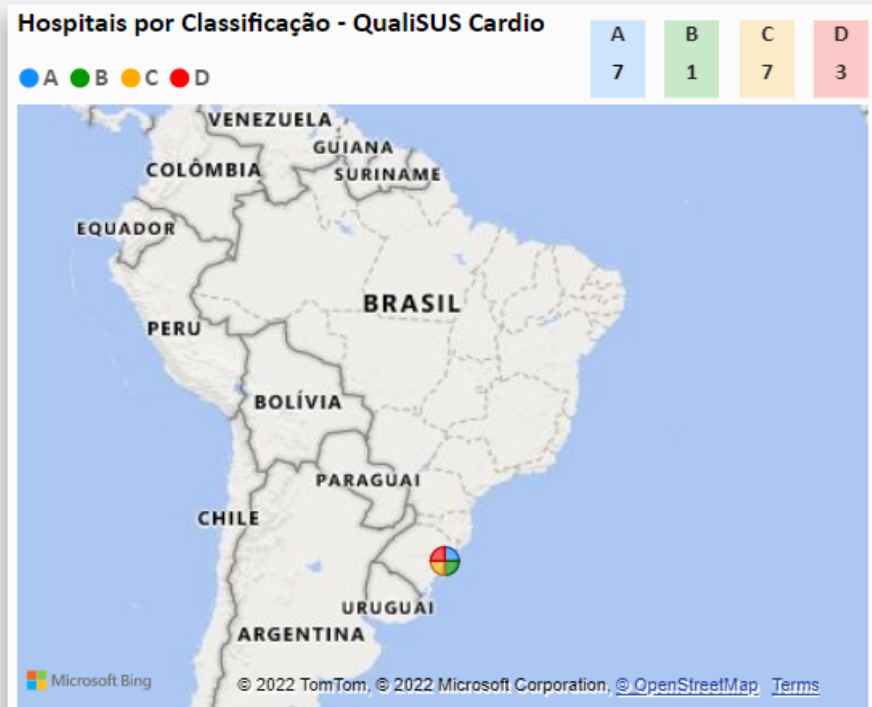 Hospitais por Classificação - QualiSUS Cardio
A B C D
7 1 7 3
A B C D
VENEZUELA
GUIANA
COLÔMBIA
SURINAME
EQUADOR
BRASIL
PERU
BOLÍVIA
PARAGUAI
CHILE
URUGUAI
ARGENTINA
Microsoft Bing
© 2022 TomTom, © 2022 Microsoft Corporation, © OpenStreetMap Terms